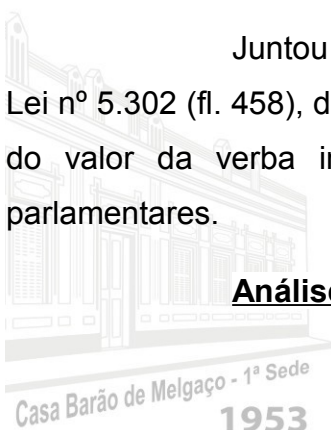 Juntou
Lei nº 5.302 (fl. 458), d
do valor da verba i
parlamentares.
Análise
Casa Barão de Melgaço - 1ª Sede
1953